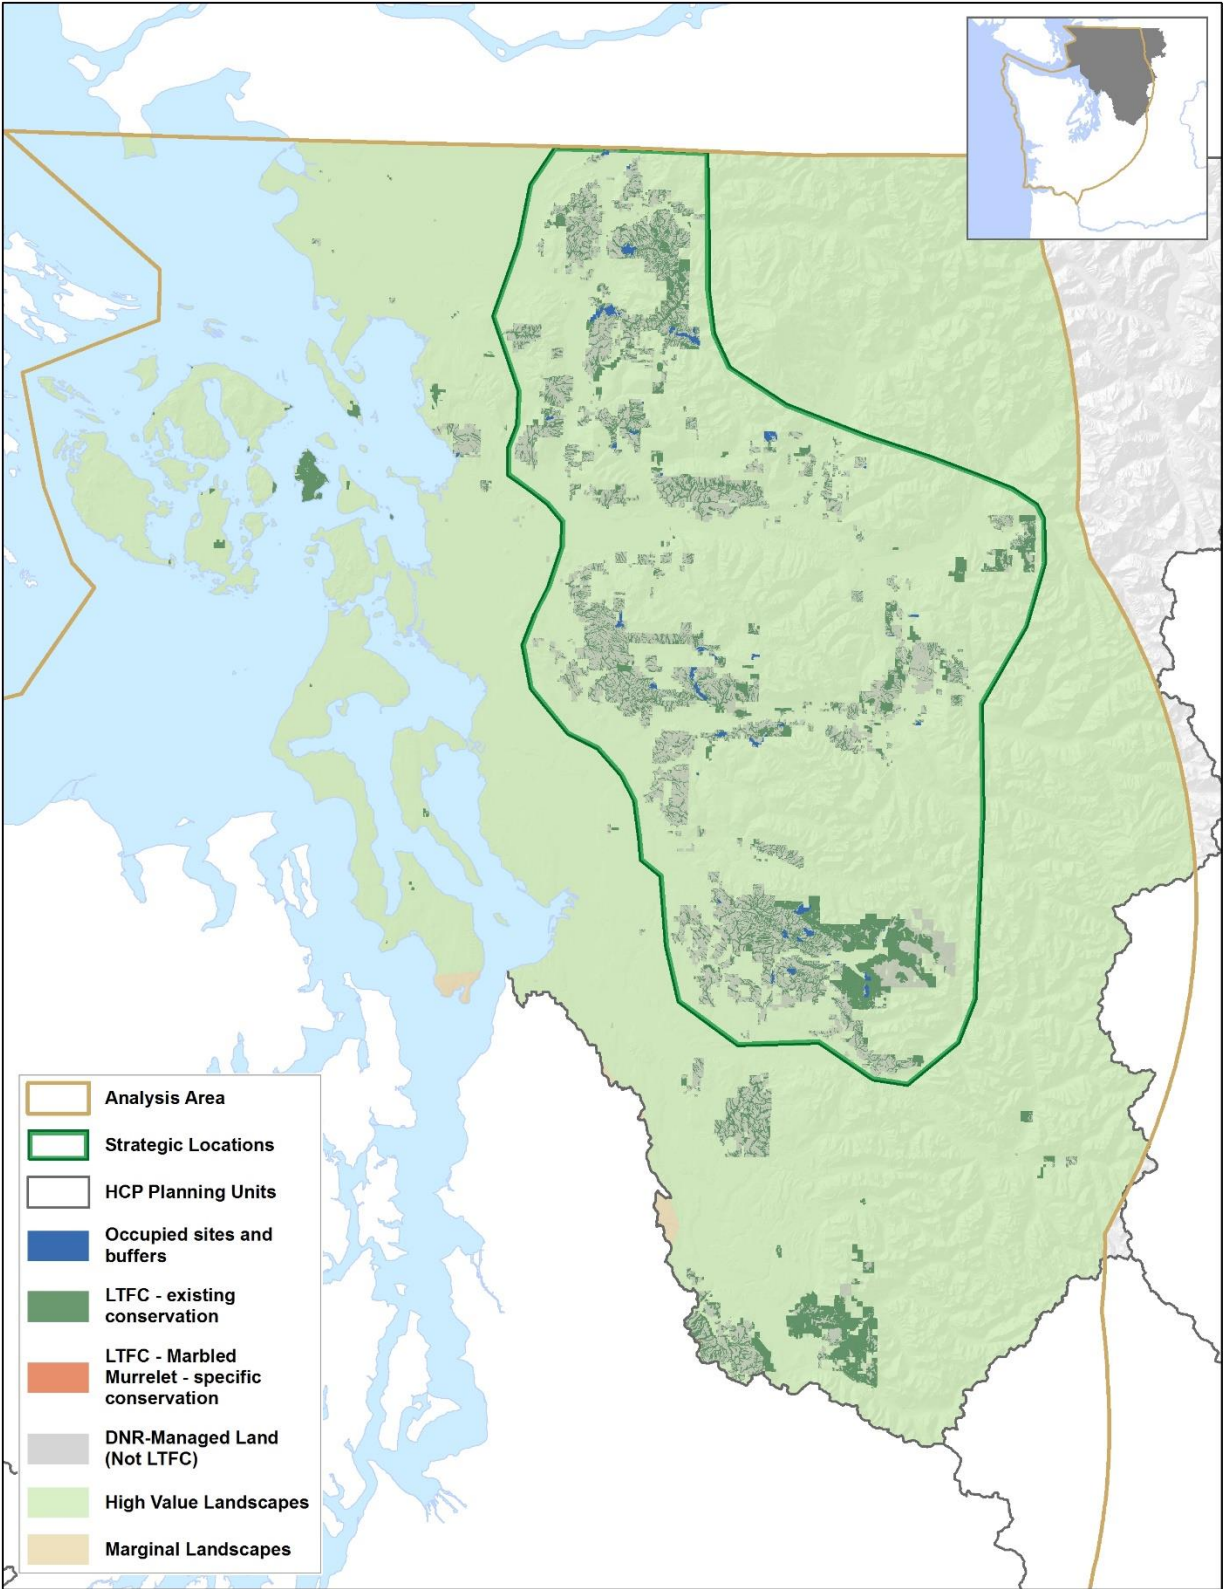 Analysis Area
Strategic Locations
HCP Planning Units
Occupied sites and
buffers
LTFC - existing
conservation
LTFC - Marbled
Murrelet - specific
conservation
DNR-Managed Land
(Not LTFC)
High Value Landscapes
Marginal Landscapes